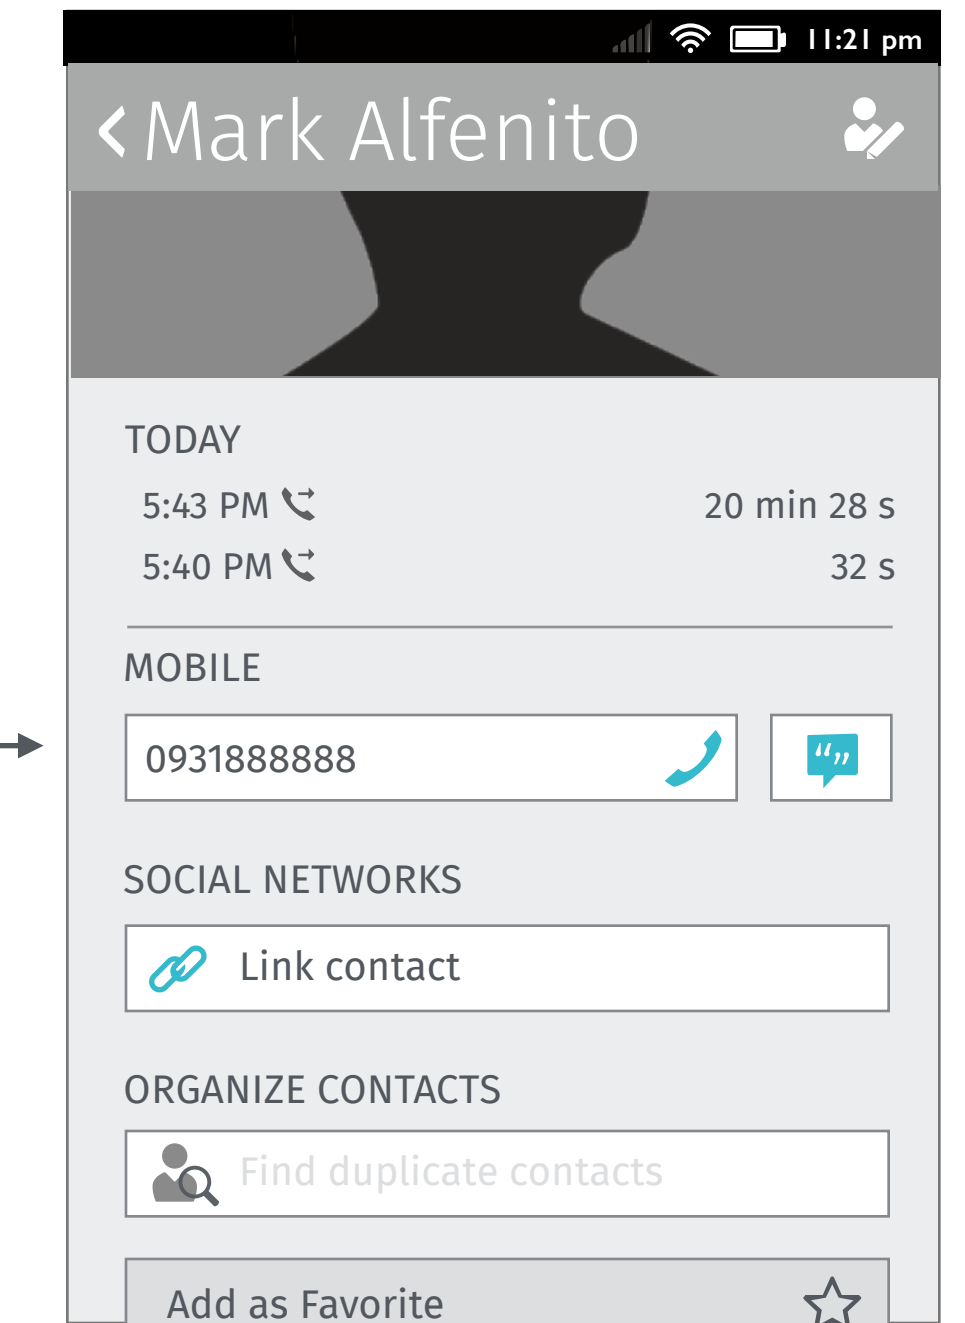 11:21 pm
Mark Alfenito
TODAY
5:43 PM 20 min 28 s
5:40 PM 32 s
MOBILE
0931888888
SOCIAL NETWORKS
Link contact
ORGANIZE CONTACTS
Find duplicate contacts
Add as Favorite